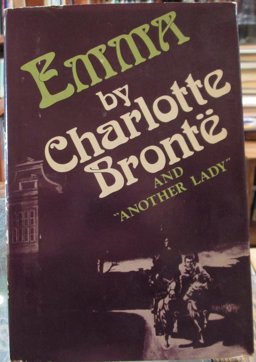 EMMA
by
Charlotte
Brontë
AND
"ANOTHER LADY"